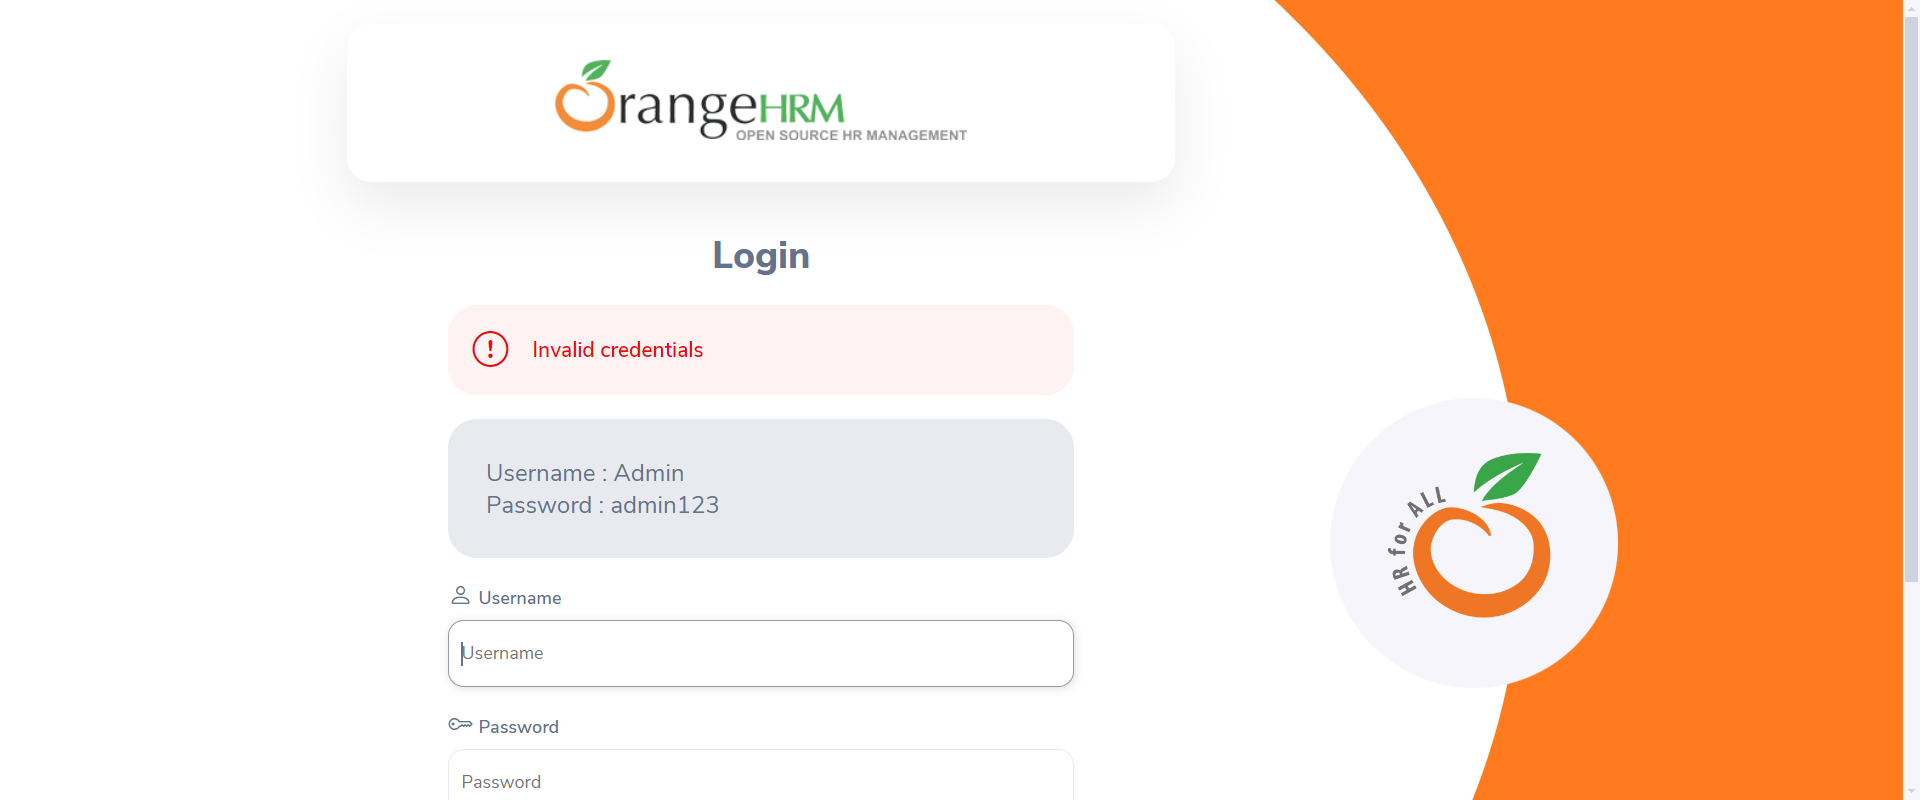 OrangeHRM
OPEN SOURCE HR MANAGEMENT
Login
Invalid credentials
Username : Admin
Password : admin123
Username
Username
Password
Password
HR for ALL